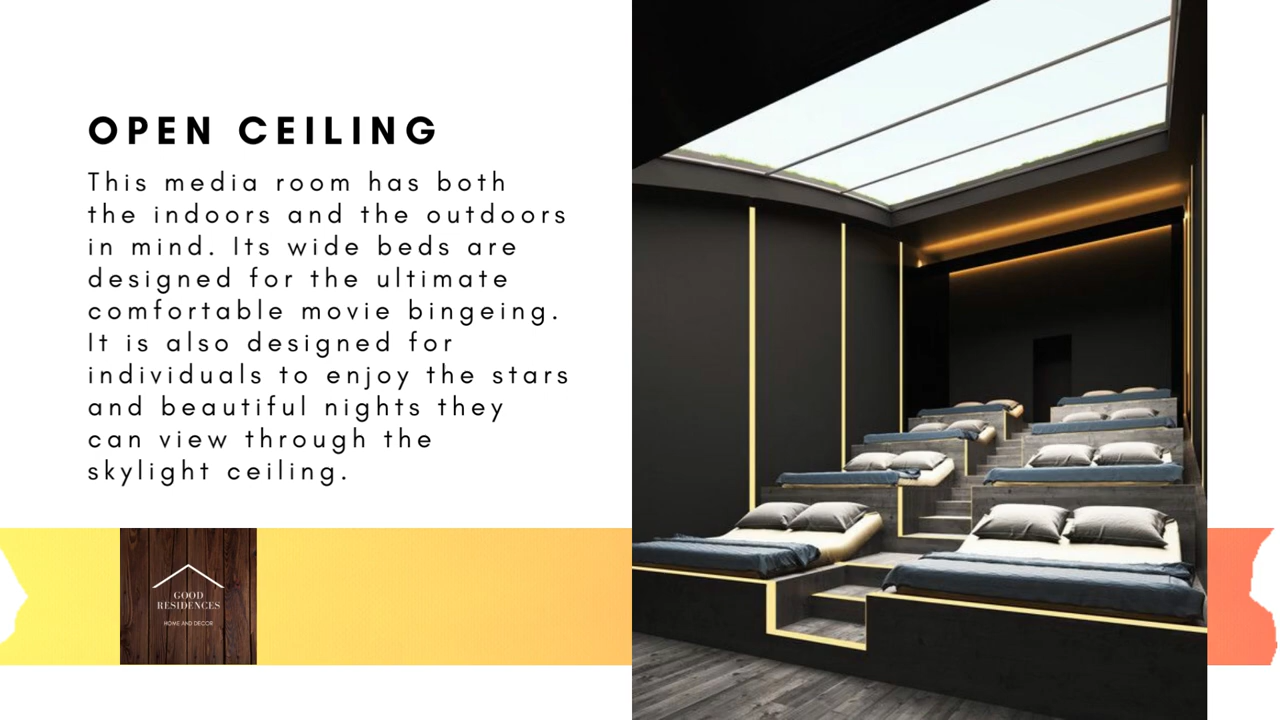 OPEN CEILING
This media room has both
the indoors and the outdoors
in mind. Its wide beds are
designed for the ultimate
comfortable movie bingeing.
It is also designed for
individuals to enjoy the stars
and beautiful nights they
can view through the
skylight ceiling.
GOOD
RESIDENCES
HOME AND DECOR